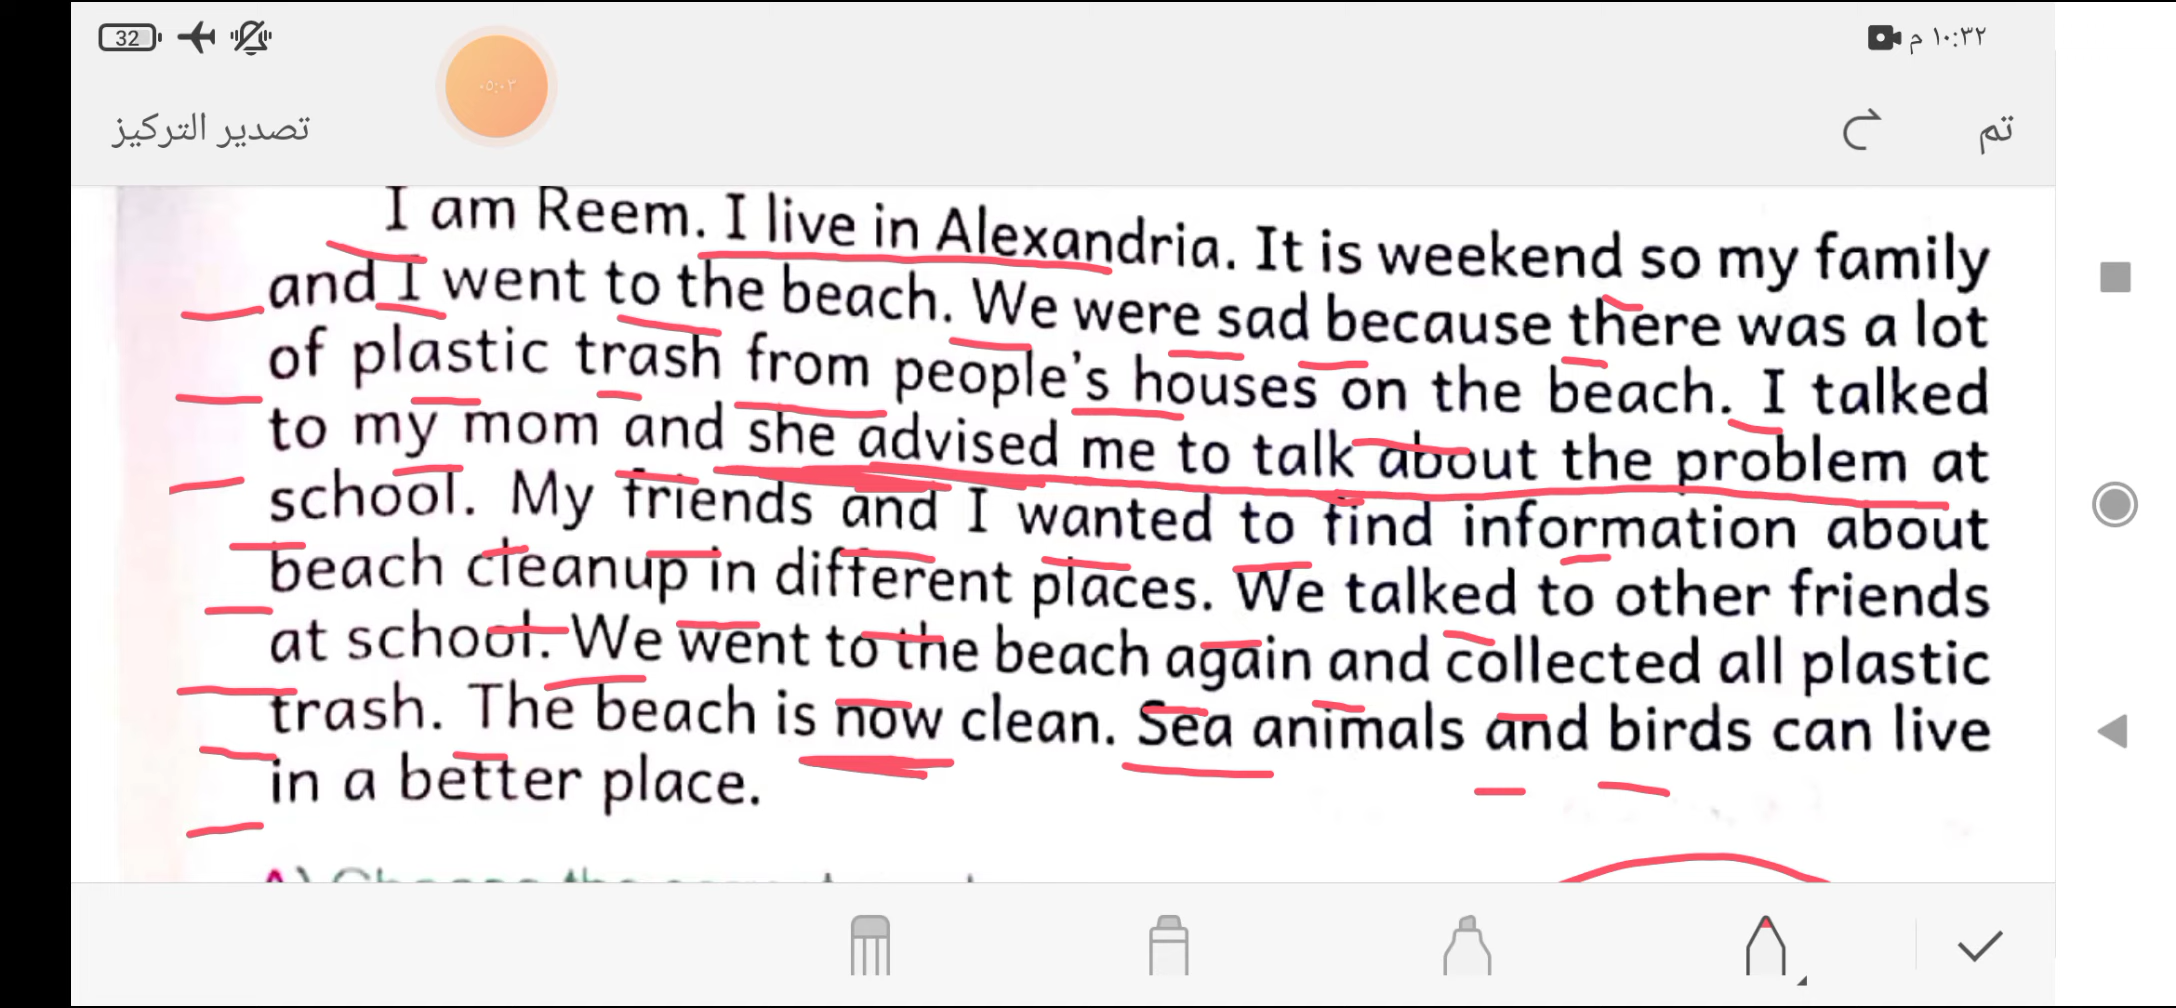 32
١٠:٣٢ م
٠٥:٠٢
تصدير التركيز
تم
I am Reem. I live in Alexandria. It is weekend so my family
and I went to the beach. We were sad because there was a lot
of plastic trash from people's houses on the beach. I talked
to my mom and she advised me to talk about the problem at
school. My friends and I wanted to find information about
beach cleanup in different places. We talked to other friends
at school. We went to the beach again and collected all plastic
trash. The beach is now clean. Sea animals and birds can live
in a better place.